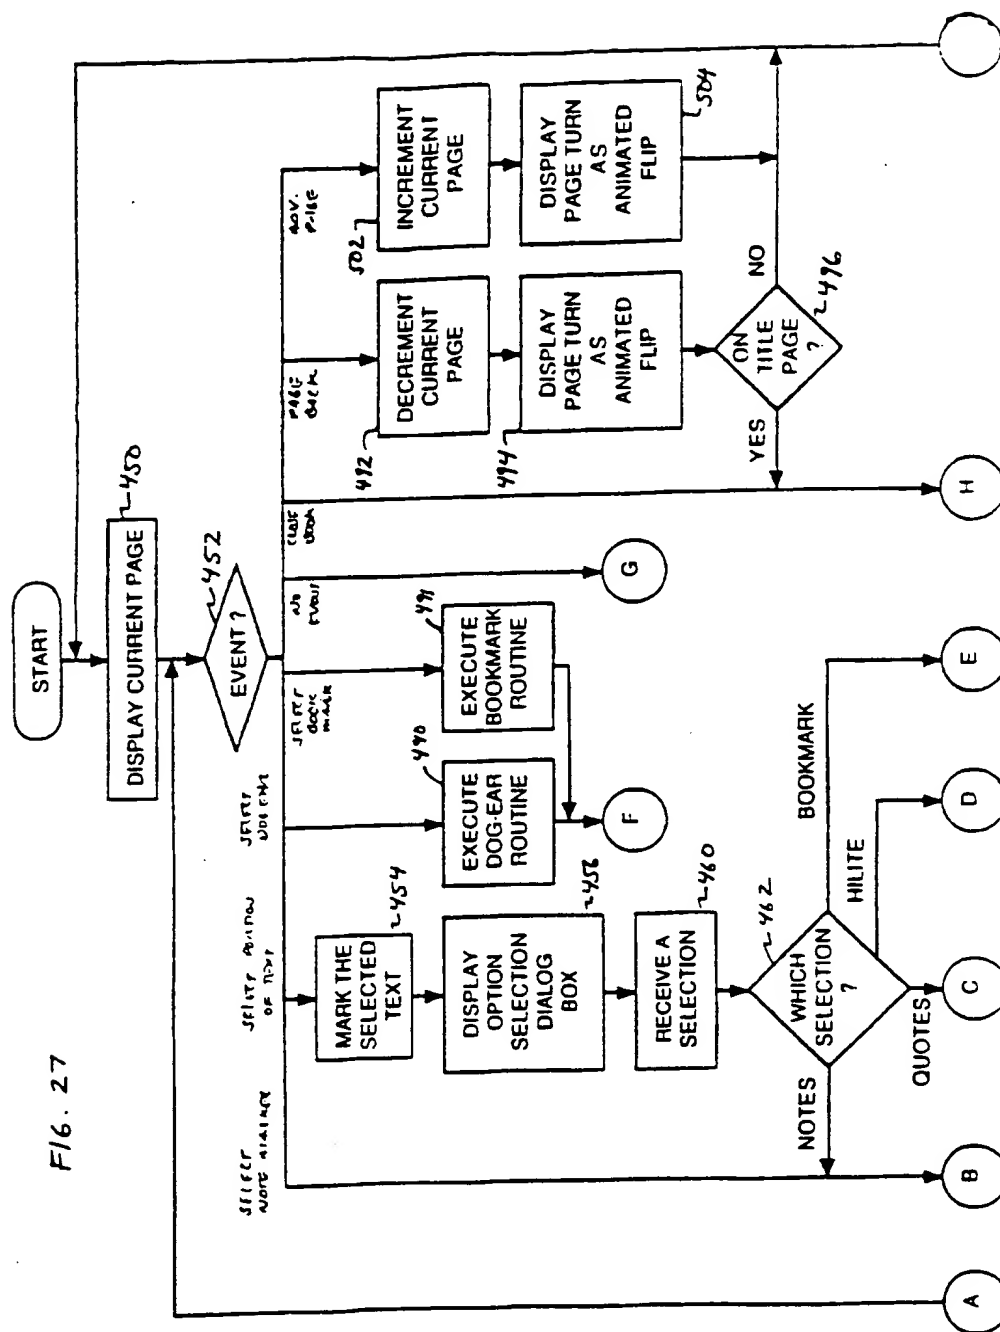 FIG. 27
START
DISPLAY CURRENT PAGE
450
EVENT ?
452
SELECT
NOTE
SELECT PORTION
OF TEXT
SELECT
DOG EAR
SELECT
BOOK
MARK
NO
EVENT
CLOSE
BOOK
PAGE
BACK
ADV.
PAGE
MARK THE
SELECTED
TEXT
454
DISPLAY
OPTION
SELECTION
DIALOG
BOX
RECEIVE A
SELECTION
460
WHICH
SELECTION
?
462
NOTES
QUOTES
HILITE
BOOKMARK
490
EXECUTE
DOG-EAR
ROUTINE
491
EXECUTE
BOOKMARK
ROUTINE
492
DECREMENT
CURRENT
PAGE
494
DISPLAY
PAGE TURN
AS
ANIMATED
FLIP
ON
TITLE
PAGE
?
496
YES
NO
502
INCREMENT
CURRENT
PAGE
DISPLAY
PAGE TURN
AS
ANIMATED
FLIP
504
A
B
C
D
E
F
G
H